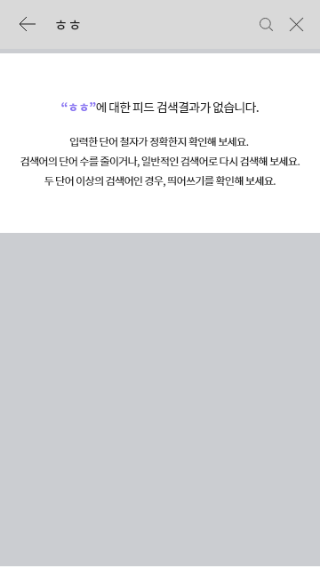 ㅎㅎ
“ㅎㅎ”에 대한 피드 검색결과가 없습니다.
입력한 단어 철자가 정확한지 확인해 보세요.
검색어의 단어 수를 줄이거나, 일반적인 검색어로 다시 검색해 보세요.
두 단어 이상의 검색어인 경우, 띄어쓰기를 확인해 보세요.